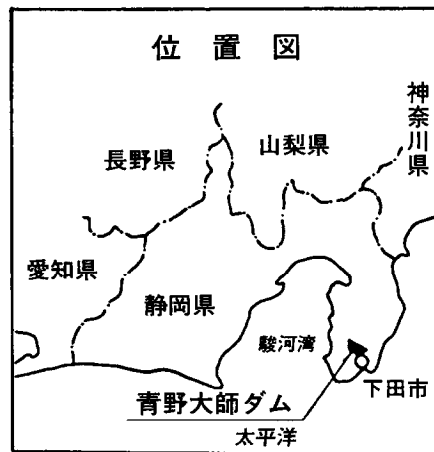 位置図
神奈川県
山梨県
長野県
愛知県
静岡県
駿河湾
下田市
青野大師ダム
太平洋